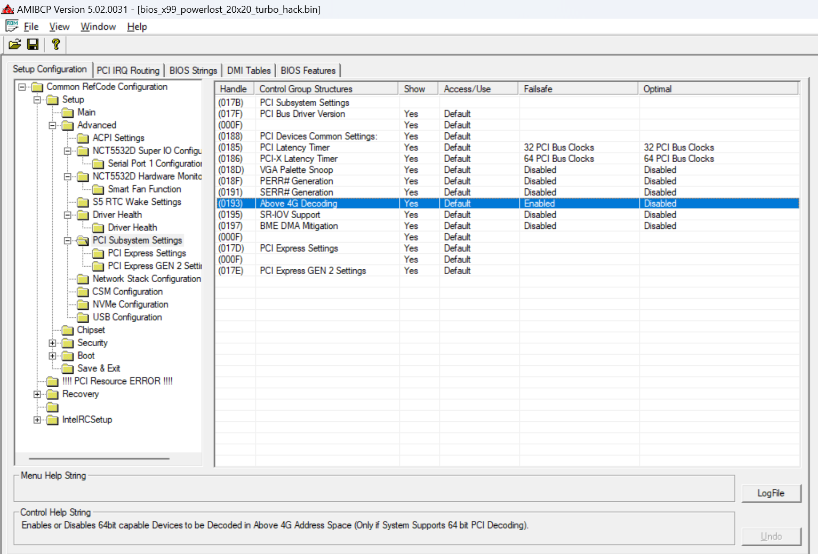 AMIBCP Version 5.02.0031 - [bios_x99_powerlost_20x20_turbo_hack.bin]
File View Window Help
Setup Configuration PCI IRQ Routing BIOS Strings DMI Tables BIOS Features
Common RefCode Configuration
Setup
Main
Advanced
ACPI Settings
NCT5532D Super IO Configu
Serial Port 1 Configuration
NCT5532D Hardware Monito
Smart Fan Function
S5 RTC Wake Settings
Driver Health
Driver Health
PCI Subsystem Settings
PCI Express Settings
PCI Express GEN 2 Settin
Network Stack Configuration
CSM Configuration
NVMe Configuration
USB Configuration
Chipset
Security
Boot
Save & Exit
!!!! PCI Resource ERROR !!!!
Recovery
IntelRCSetup
Handle Control Group Structures Show Access/Use Failsafe Optimal
(017B) PCI Subsystem Settings
(017F) PCI Bus Driver Version Yes Default
(000F) Yes Default
(0188) PCI Devices Common Settings: Yes Default
(0185) PCI Latency Timer Yes Default 32 PCI Bus Clocks 32 PCI Bus Clocks
(0186) PCI-X Latency Timer Yes Default 64 PCI Bus Clocks 64 PCI Bus Clocks
(018D) VGA Palette Snoop Yes Default Disabled Disabled
(018F) PERR# Generation Yes Default Disabled Disabled
(0191) SERR# Generation Yes Default Disabled Disabled
(0193) Above 4G Decoding Yes Default Enabled Disabled
(0195) SR-IOV Support Yes Default Disabled Disabled
(0197) BME DMA Mitigation Yes Default Disabled Disabled
(000F) Yes Default
(017D) PCI Express Settings Yes Default
(000F) Yes Default
(017E) PCI Express GEN 2 Settings Yes Default
Menu Help String
LogFile
Control Help String
Enables or Disables 64bit capable Devices to be Decoded in Above 4G Address Space (Only if System Supports 64 bit PCI Decoding).
Undo